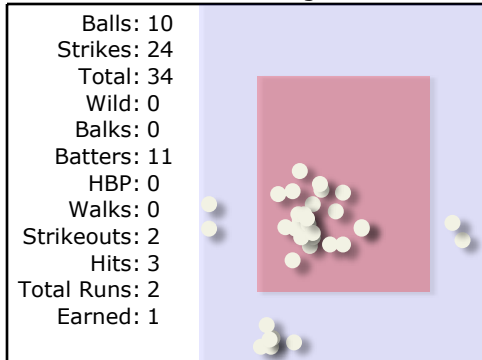 Balls: 10
Strikes: 24
Total: 34
Wild: 0
Balks: 0
Batters: 11
HBP: 0
Walks: 0
Strikeouts: 2
Hits: 3
Total Runs: 2
Earned: 1